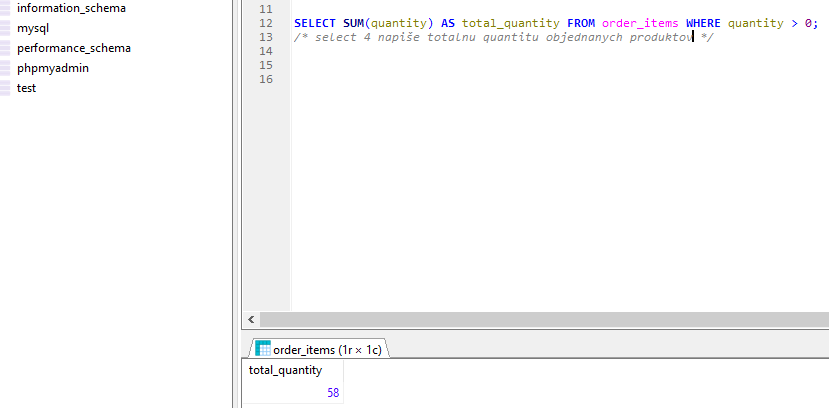 information_schema
mysql
performance_schema
phpmyadmin
test
11
12 SELECT SUM(quantity) AS total_quantity FROM order_items WHERE quantity > 0;
13 /* select 4 napiše totalnu quantitu objednanych produktov */
14
15
16
order_items (1r × 1c)
total_quantity
58